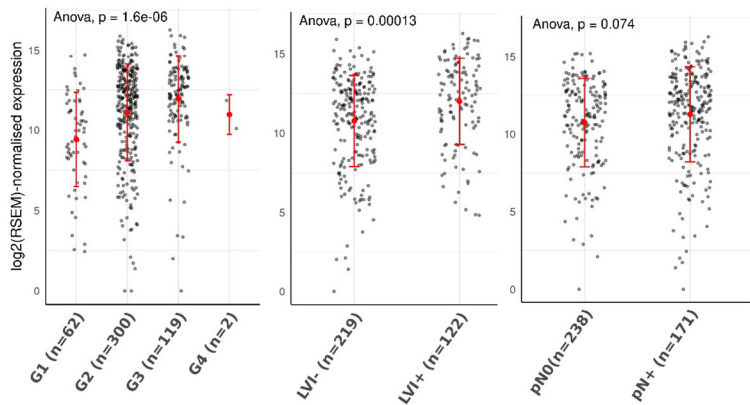 log2(RSEM)-normalised expression
Anova, p = 1.6e-06
15
10
5
0
G1 (n=62)
G2 (n=300)
G3 (n=119)
G4 (n=2)
Anova, p = 0.00013
15
10
5
0
LVI- (n=219)
LVI+ (n=122)
Anova, p = 0.074
15
10
5
0
pN0(n=238)
pN+ (n=171)